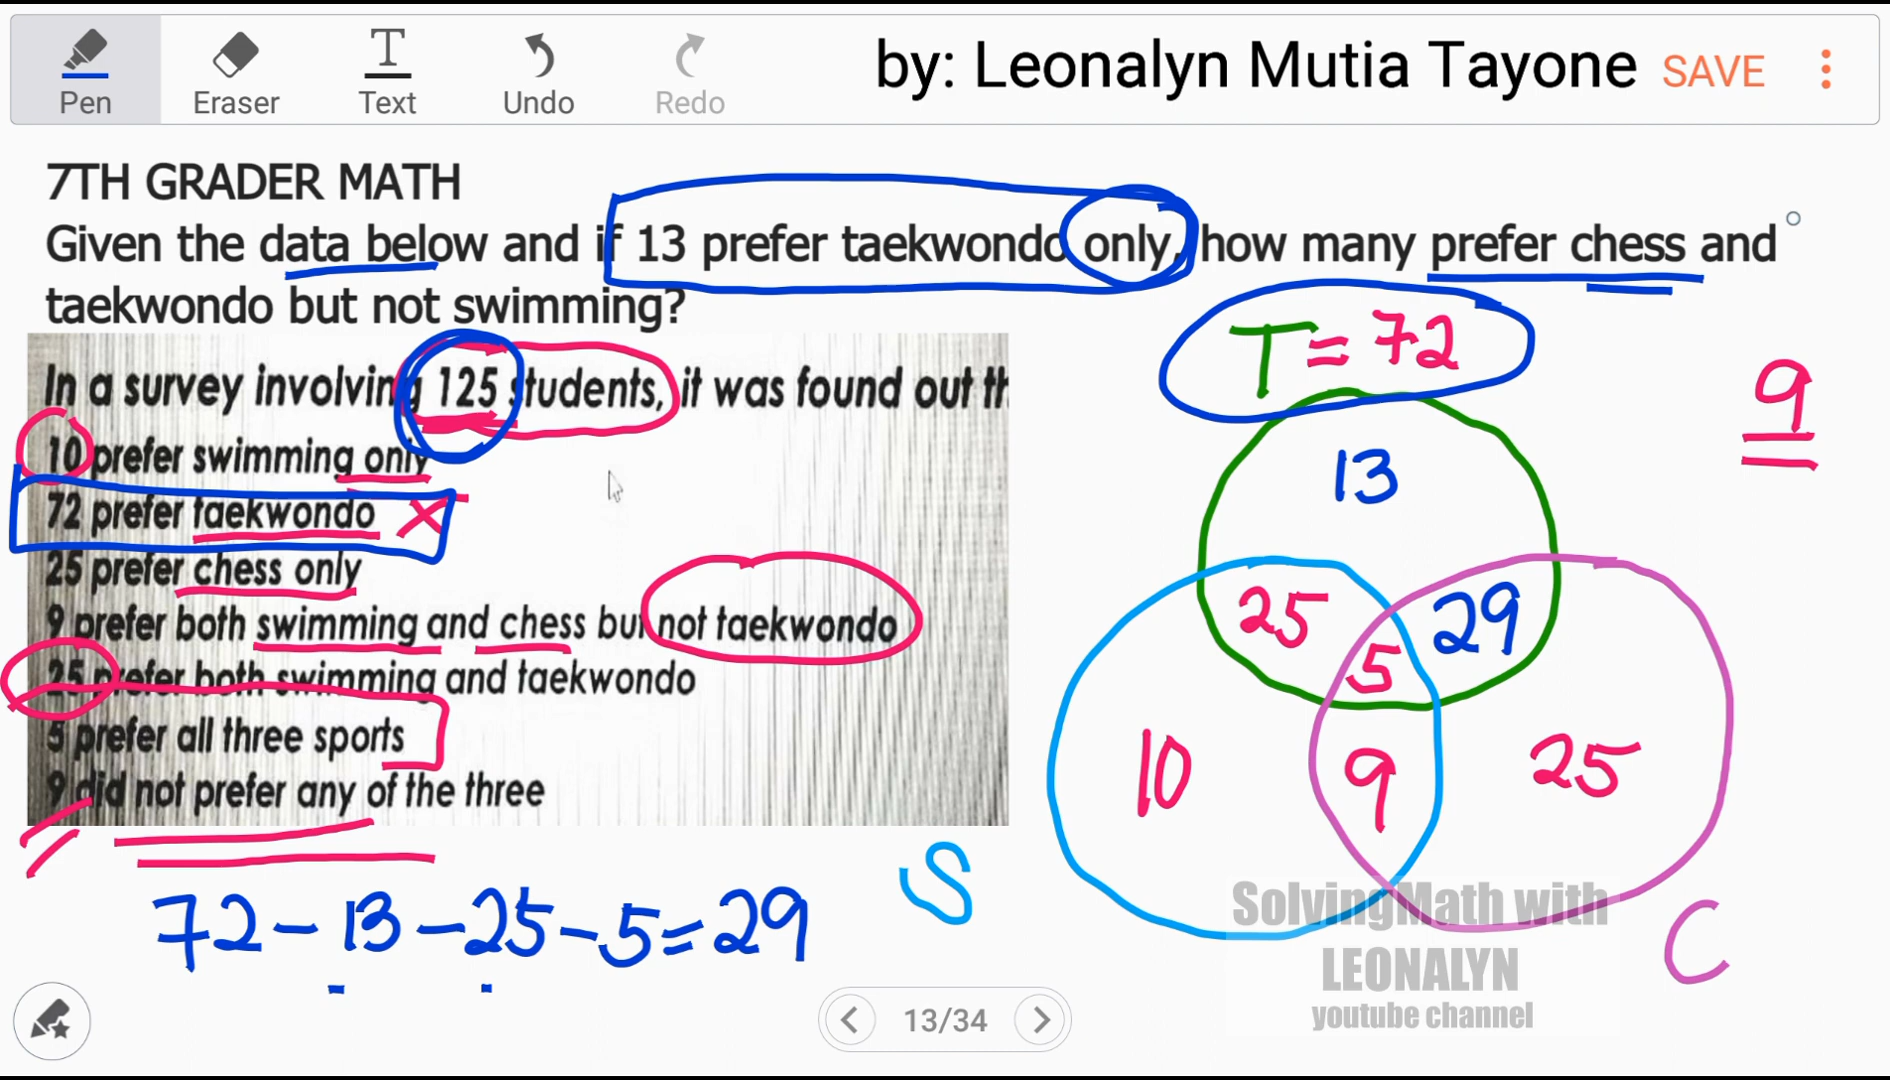 Pen
Eraser
T
Text
Undo
Redo
by: Leonalyn Mutia Tayone
SAVE
7TH GRADER MATH
Given the data below and if 13 prefer taekwondo only, how many prefer chess and
taekwondo but not swimming?
In a survey involving 125 students, it was found out th
10 prefer swimming only
72 prefer taekwondo X
25 prefer chess only
9 prefer both swimming and chess but not taekwondo
25 prefer both swimming and taekwondo
5 prefer all three sports
9 did not prefer any of the three
72 - 13 - 25 - 5 = 29
T = 72
9
13
25
29
5
10
9
25
S
C
SolvingMath with
LEONALYN
youtube channel
13/34